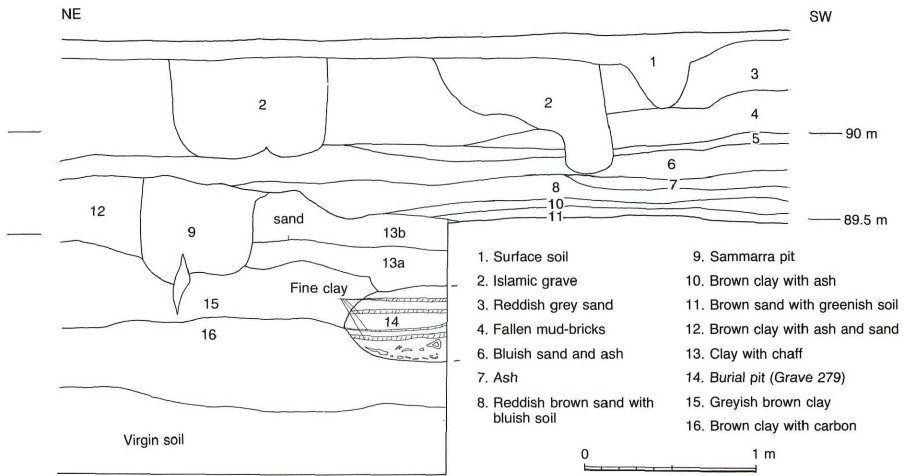 NE
SW
1
2
2
3
4
5
90 m
6
7
8
12
9
sand
13b
10
11
89.5 m
13a
Fine clay
15
14
16
Virgin soil
1. Surface soil
2. Islamic grave
3. Reddish grey sand
4. Fallen mud-bricks
6. Bluish sand and ash
7. Ash
8. Reddish brown sand with
bluish soil
9. Sammarra pit
10. Brown clay with ash
11. Brown sand with greenish soil
12. Brown clay with ash and sand
13. Clay with chaff
14. Burial pit (Grave 279)
15. Greyish brown clay
16. Brown clay with carbon
0
1 m